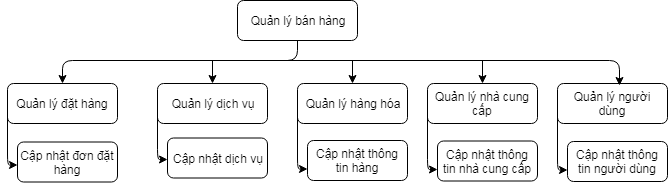 Quản lý bán hàng
Quản lý đặt hàng
Quản lý dịch vụ
Quản lý hàng hóa
Quản lý nhà cung
cấp
Quản lý người
dùng
Cập nhật đơn đặt
hàng
Cập nhật dịch vụ
Cập nhật thông
tin hàng
Cập nhật thông
tin nhà cung cấp
Cập nhật thông
tin người dùng